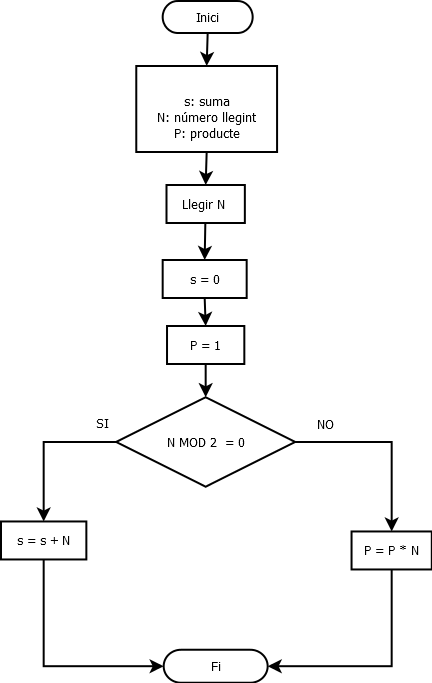 Inici
s: suma
N: número llegint
P: producte
Llegir N
s = 0
P = 1
N MOD 2 = 0
SI
NO
s = s + N
P = P * N
Fi